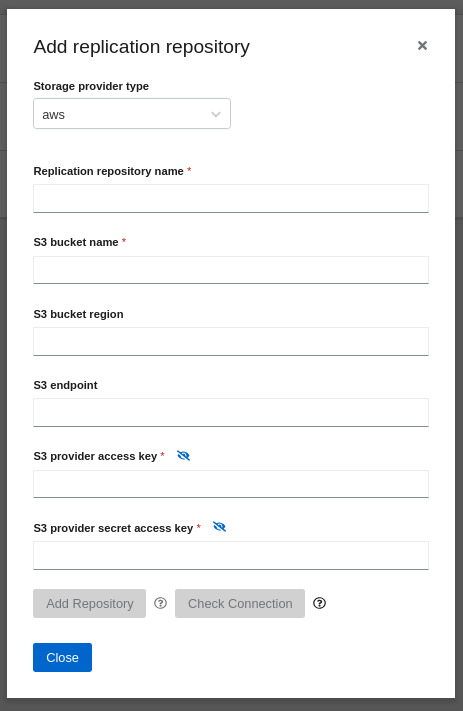 Add replication repository
Storage provider type
aws
Replication repository name *
S3 bucket name *
S3 bucket region
S3 endpoint
S3 provider access key *
S3 provider secret access key *
Add Repository
Check Connection
Close